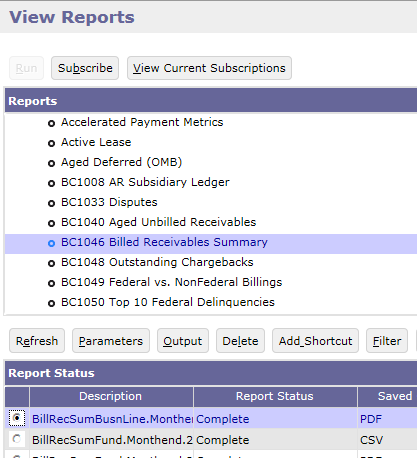 View Reports
Run Subscribe View Current Subscriptions
Reports
Accelerated Payment Metrics
Active Lease
Aged Deferred (OMB)
BC1008 AR Subsidiary Ledger
BC1033 Disputes
BC1040 Aged Unbilled Receivables
BC1046 Billed Receivables Summary
BC1048 Outstanding Chargebacks
BC1049 Federal vs. NonFederal Billings
BC1050 Top 10 Federal Delinquencies
Refresh Parameters Output Delete Add Shortcut Filter
Report Status
Description Report Status Saved
BillRecSumBusnLine.Monthen Complete PDF
BillRecSumFund.Monthend.2 Complete CSV